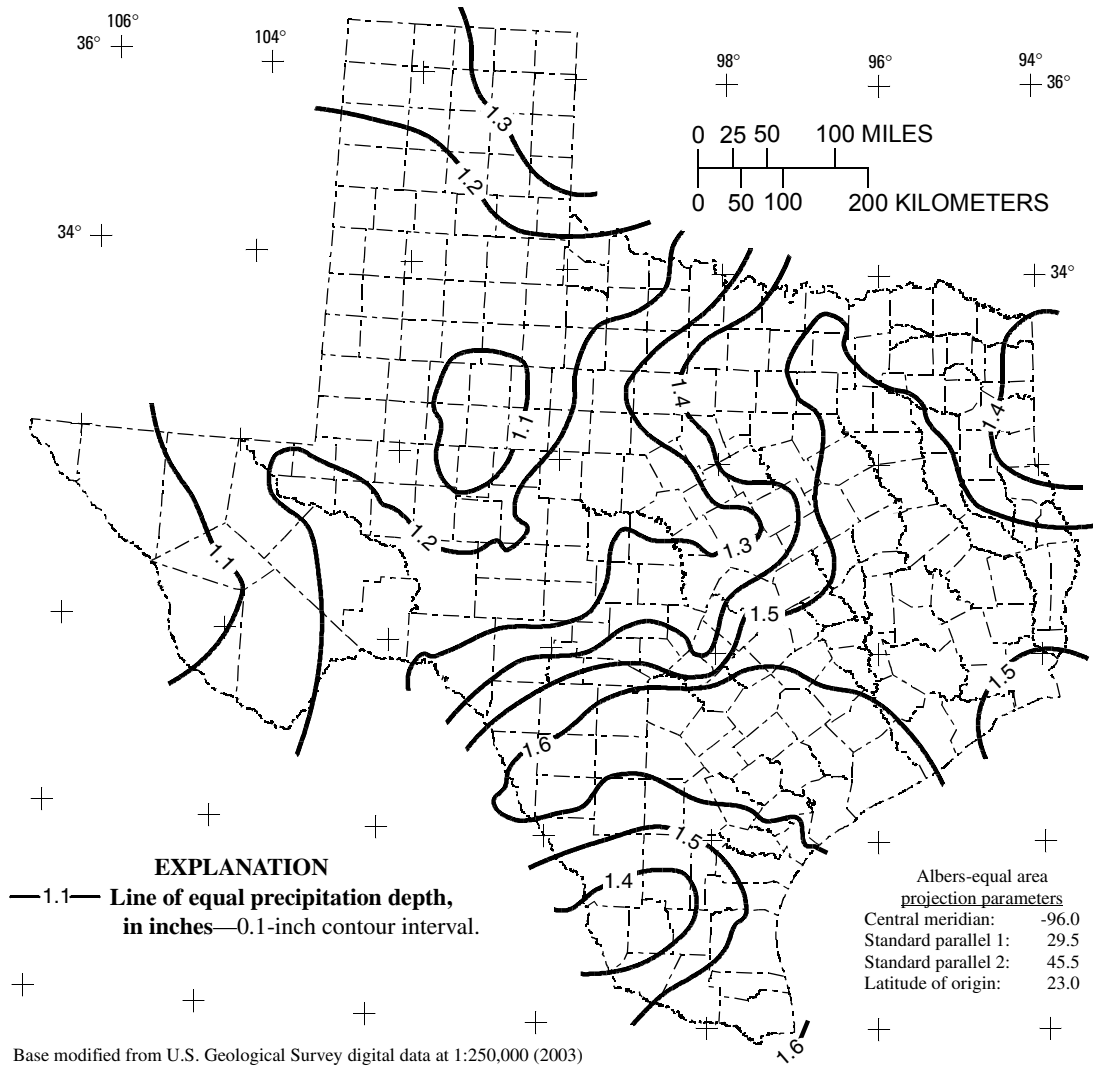 106°
36°
104°
98°
96°
94°
36°
1.3
0 25 50 100 MILES
1.2
0 50 100 200 KILOMETERS
34°
34°
1.4
1.1
1.4
1.2
1.1
1.3
1.5
1.5
1.6
1.5
1.4
EXPLANATION
1.1 Line of equal precipitation depth,
in inches—0.1-inch contour interval.
Albers-equal area
projection parameters
Central meridian: -96.0
Standard parallel 1: 29.5
Standard parallel 2: 45.5
Latitude of origin: 23.0
1.6
Base modified from U.S. Geological Survey digital data at 1:250,000 (2003)